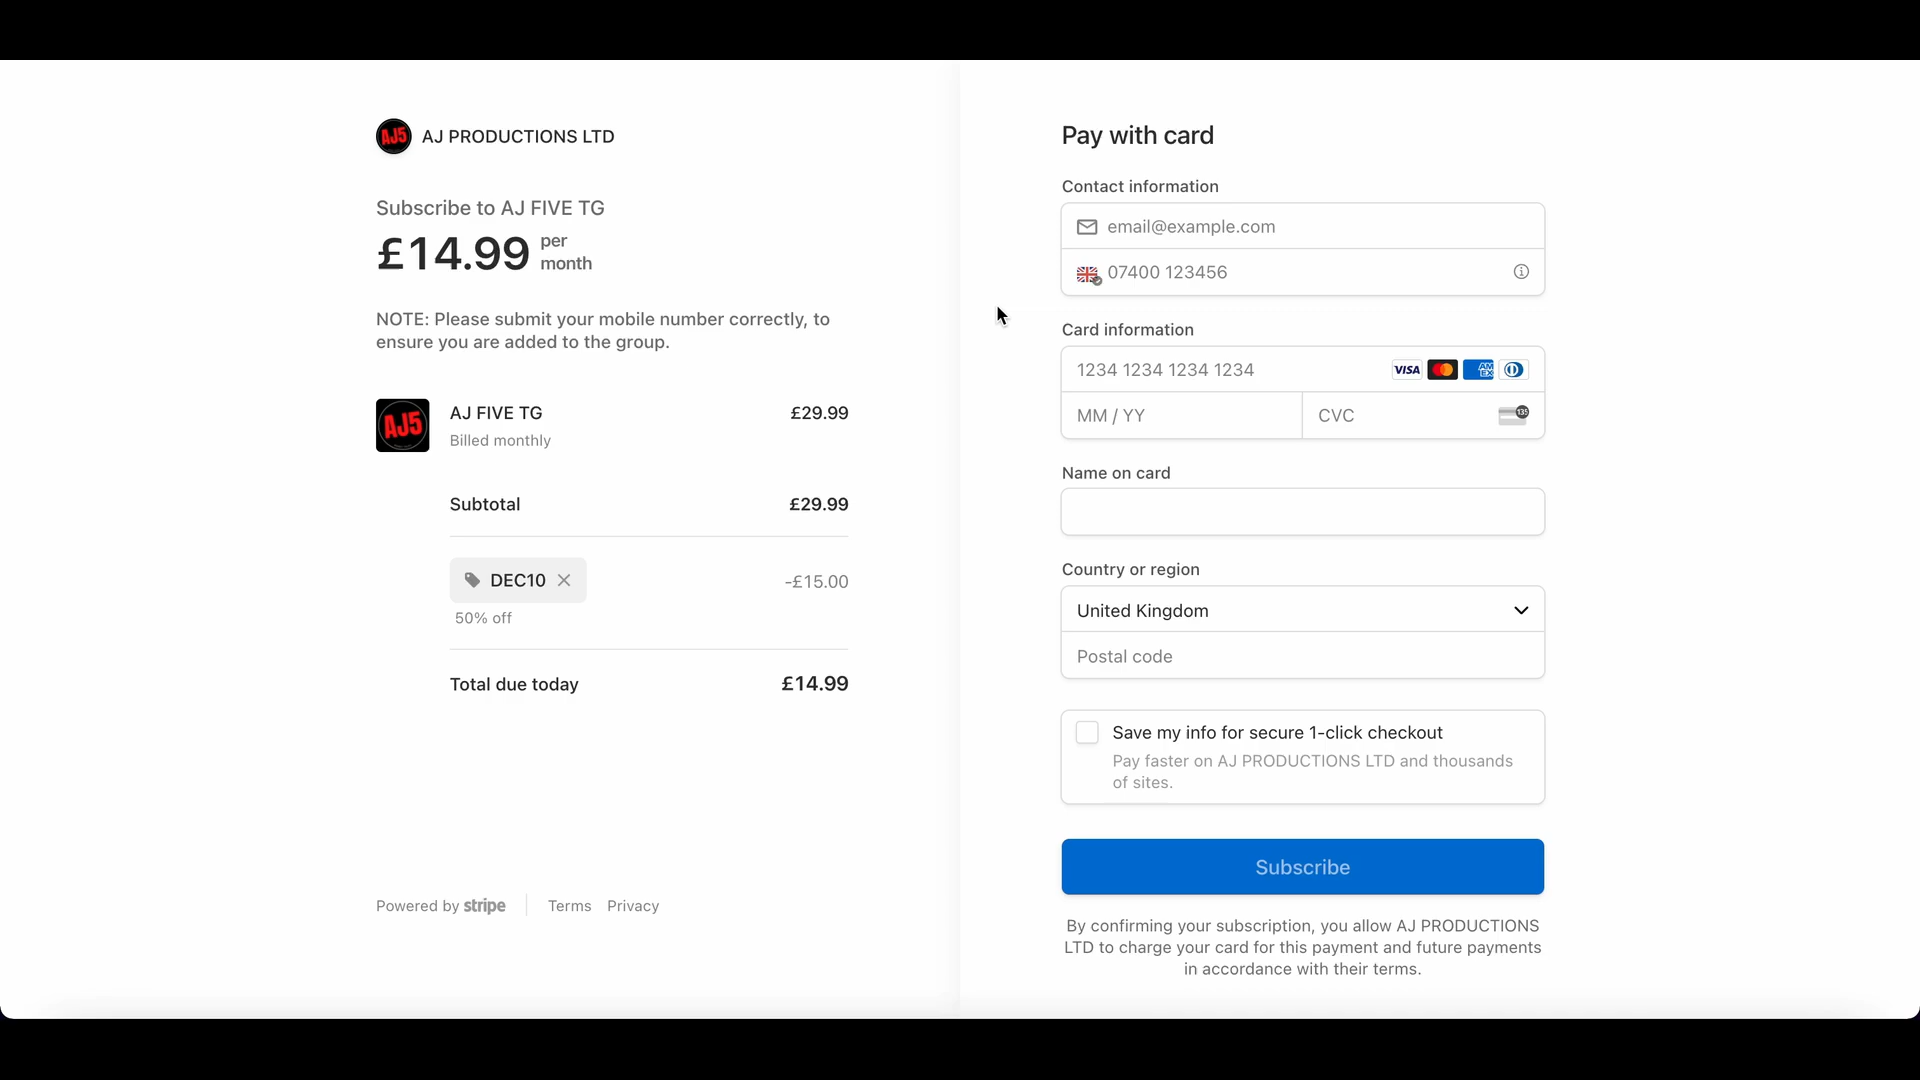 AJ5 AJ PRODUCTIONS LTD
Subscribe to AJ FIVE TG
£14.99 per
month
NOTE: Please submit your mobile number correctly, to
ensure you are added to the group.
AJ5
AJ FIVE TG £29.99
Billed monthly
Subtotal £29.99
DEC10 -£15.00
50% off
Total due today £14.99
Powered by stripe Terms Privacy
Pay with card
Contact information
email@example.com
07400 123456
Card information
1234 1234 1234 1234 VISA AM EX
MM / YY CVC 135
Name on card
Country or region
United Kingdom
Postal code
Save my info for secure 1-click checkout
Pay faster on AJ PRODUCTIONS LTD and thousands
of sites.
Subscribe
By confirming your subscription, you allow AJ PRODUCTIONS
LTD to charge your card for this payment and future payments
in accordance with their terms.